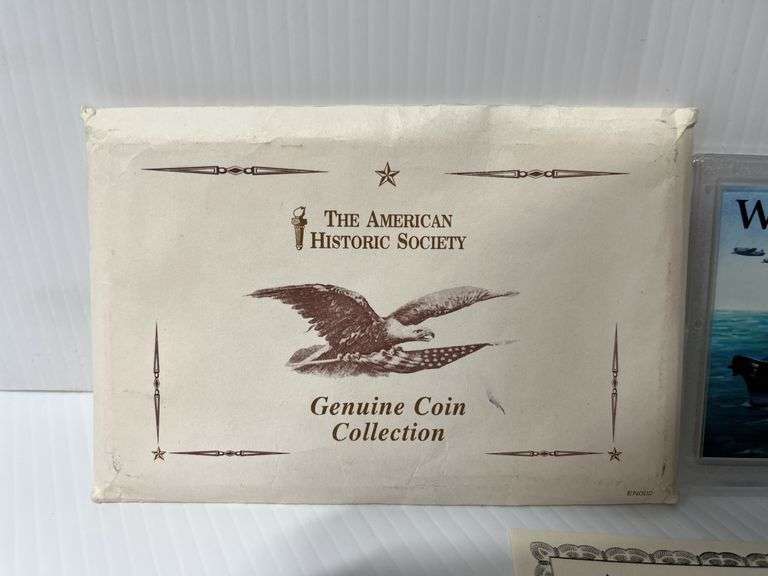 THE AMERICAN
HISTORIC SOCIETY
Genuine Coin
Collection
W